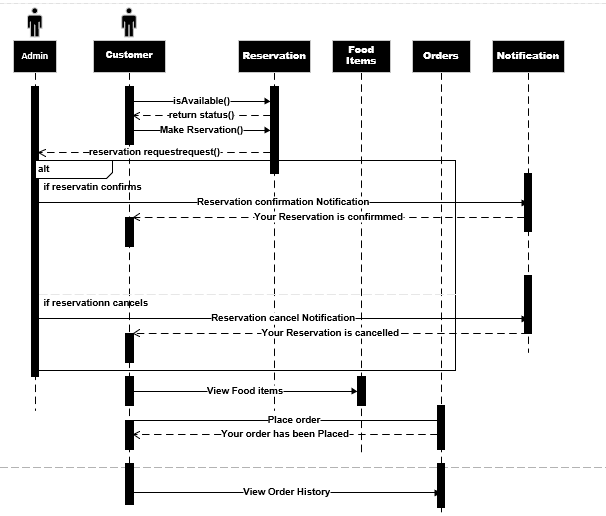 Admin
Customer
Reservation
Food
Items
Orders
Notification
isAvailable()
return status()
Make Rservation()
reservation requestrequest()
alt
if reservatin confirms
Reservation confirmation Notification
Your Reservation is confirmmed
if reservationn cancels
Reservation cancel Notification
Your Reservation is cancelled
View Food items
Place order
Your order has been Placed
View Order History